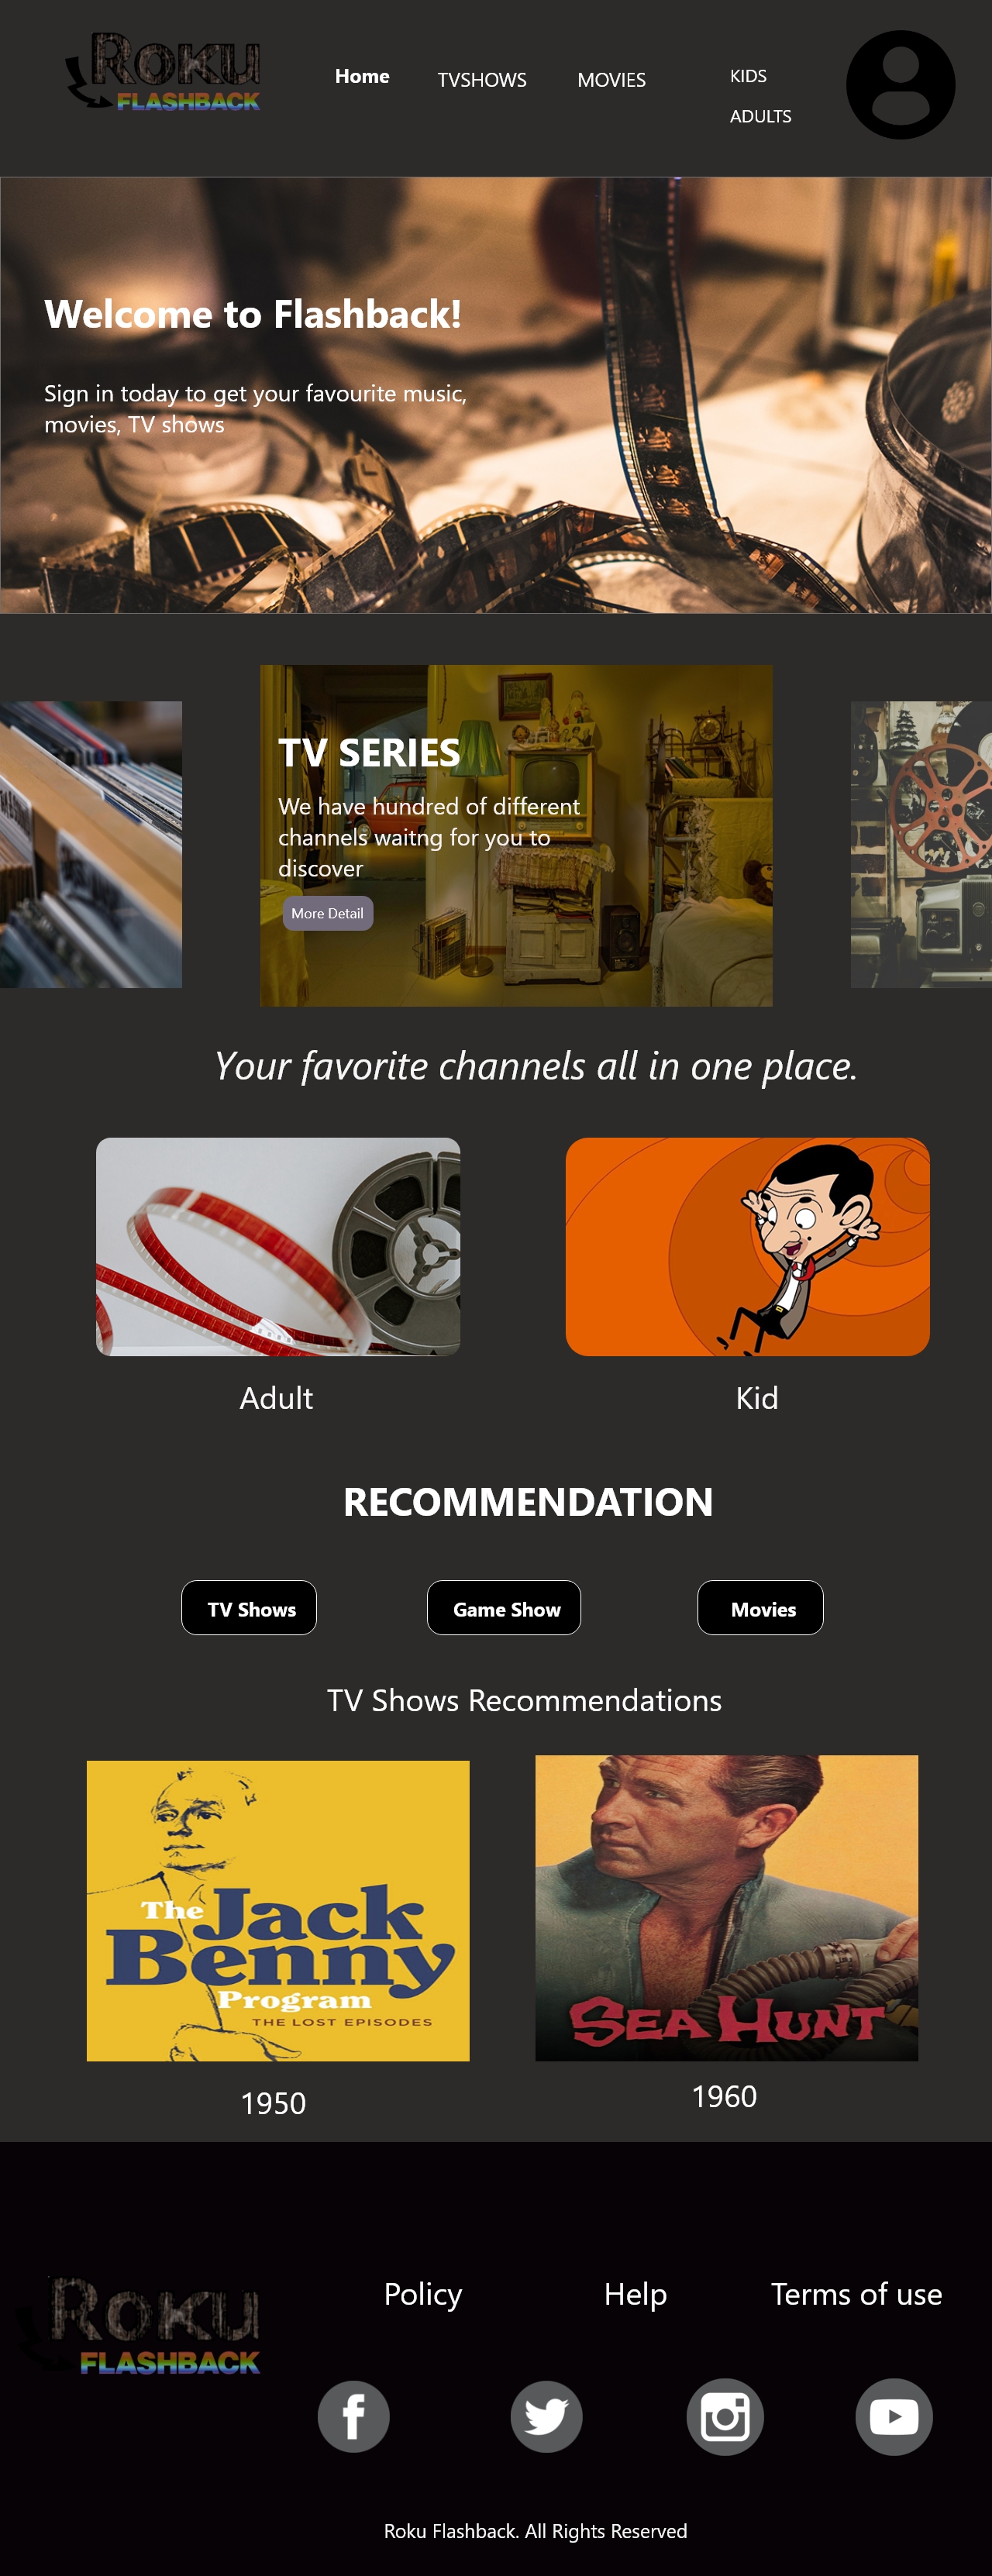 Roku
FLASHBACK
Home
TVSHOWS
MOVIES
KIDS
ADULTS
Welcome to Flashback!
Sign in today to get your favourite music,
movies, TV shows
TV SERIES
We have hundred of different
channels waitng for you to
discover
More Detail
Your favorite channels all in one place.
Adult
Kid
RECOMMENDATION
TV Shows
Game Show
Movies
TV Shows Recommendations
The Jack
Benny
Program
THE LOST EPISODES
SEA HUNT
1950
1960
Roku
FLASHBACK
Policy
Help
Terms of use
Roku Flashback. All Rights Reserved